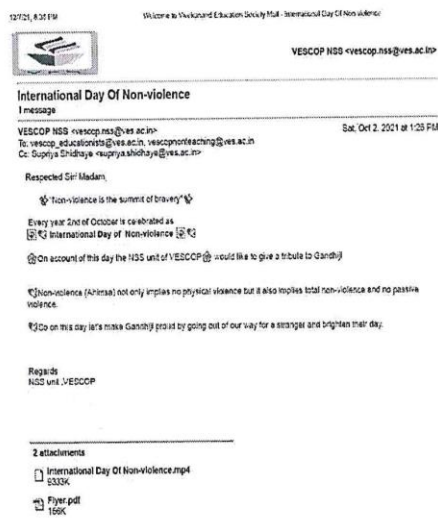 12/7/21, 8:35 PM Welcome to Vivekanand Education Society Mail - International Day Of Non-violence
VESCOP NSS <vescop.nss@ves.ac.in>
International Day Of Non-violence
1 message
VESCOP NSS <vescop.nss@ves.ac.in> Sat, Oct 2, 2021 at 1:25 PM
To: vescop_educationists@ves.ac.in, vescopnonteaching@ves.ac.in
Cc: Supriya Shidhaye <supriya.shidhaye@ves.ac.in>
Respected Sir/ Madam,
"Non-violence is the summit of bravery"
Every year 2nd of October is celebrated as
International Day of Non-violence
On account of this day the NSS unit of VESCOP would like to give a tribute to Gandhiji
Non-violence (Ahimsa) not only implies no physical violence but it also implies total non-violence and no passive
violence.
So on this day let's make Gandhiji proud by going out of our way for a stranger and brighten their day.
Regards
NSS unit ,VESCOP
2 attachments
International Day Of Non-violence.mp4
9333K
Flyer.pdf
166K